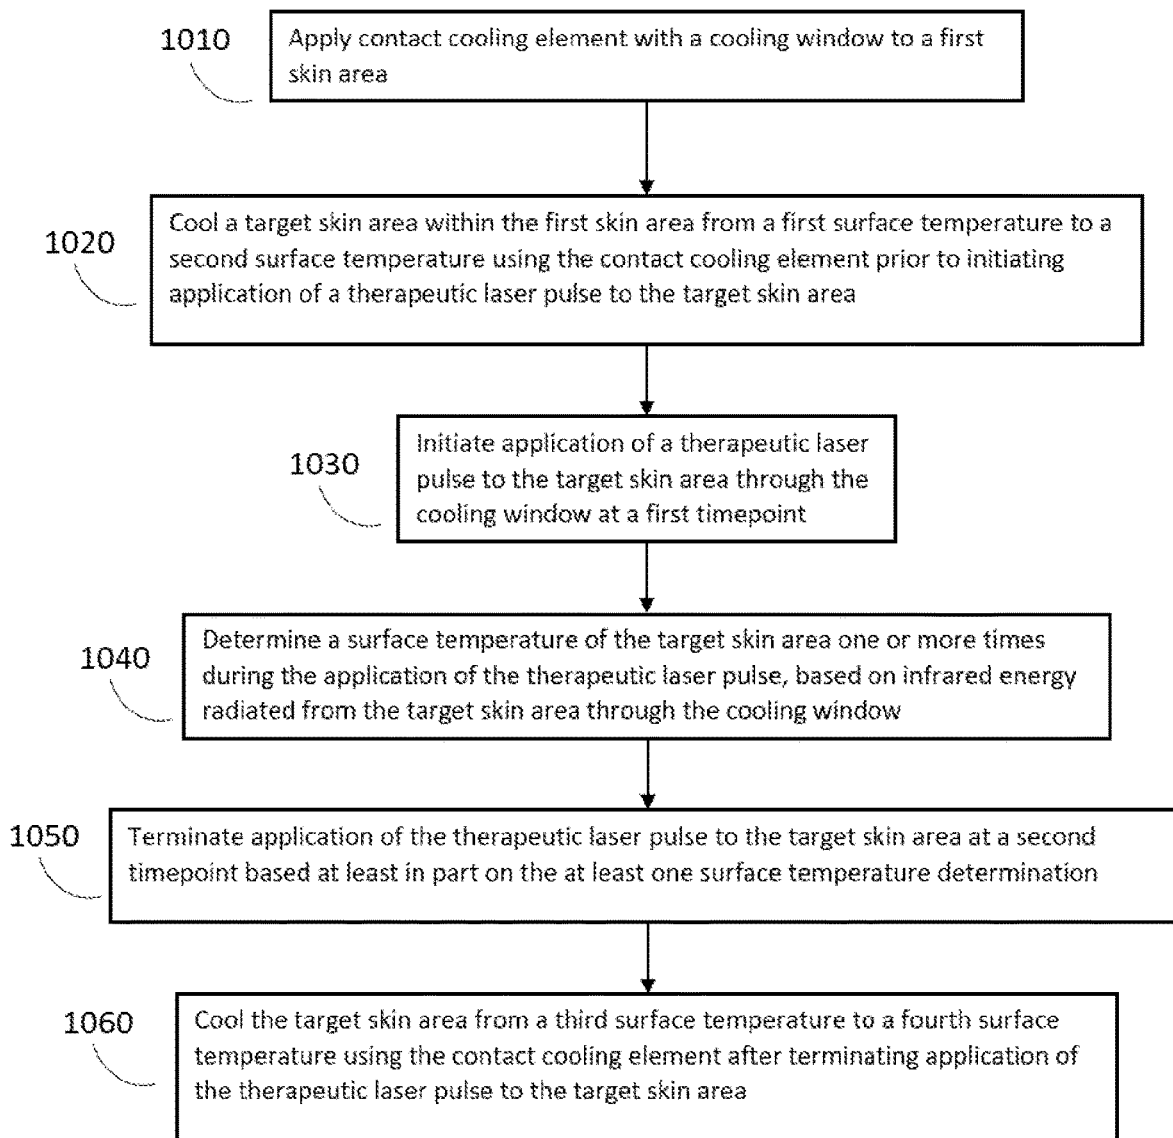 1010
Apply contact cooling element with a cooling window to a first
skin area
1020
Cool a target skin area within the first skin area from a first surface temperature to a
second surface temperature using the contact cooling element prior to initiating
application of a therapeutic laser pulse to the target skin area
1030
Initiate application of a therapeutic laser
pulse to the target skin area through the
cooling window at a first timepoint
1040
Determine a surface temperature of the target skin area one or more times
during the application of the therapeutic laser pulse, based on infrared energy
radiated from the target skin area through the cooling window
1050
Terminate application of the therapeutic laser pulse to the target skin area at a second
timepoint based at least in part on the at least one surface temperature determination
1060
Cool the target skin area from a third surface temperature to a fourth surface
temperature using the contact cooling element after terminating application of
the therapeutic laser pulse to the target skin area